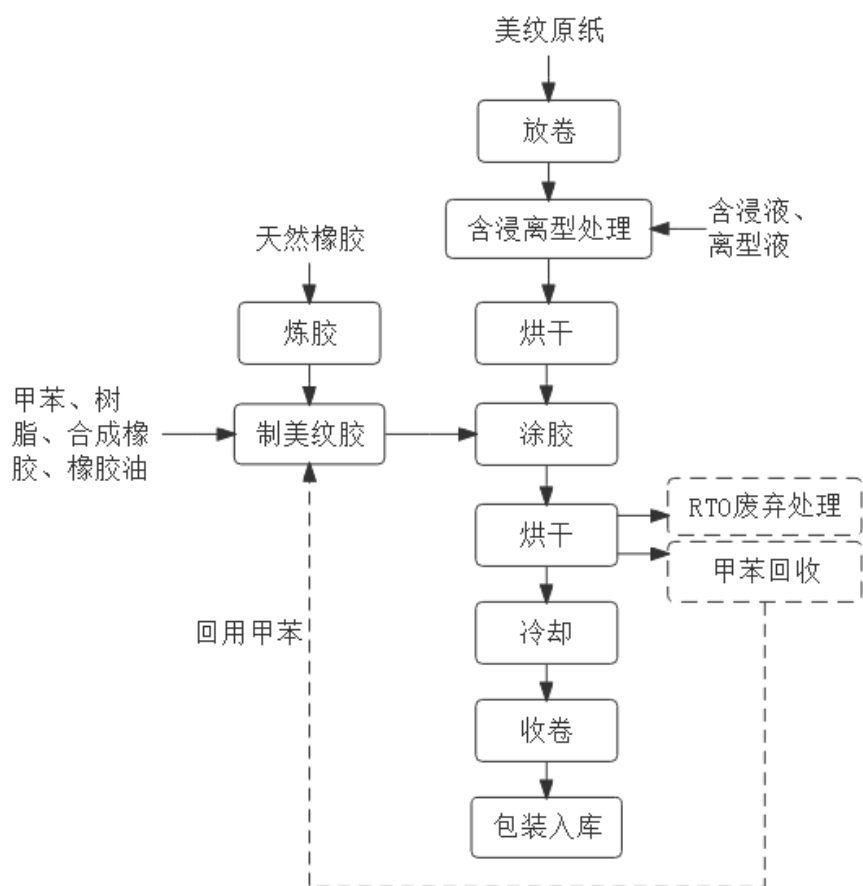 美纹原纸
放卷
含浸离型处理
含浸液、
离型液
天然橡胶
炼胶
烘干
甲苯、树
脂、合成橡
胶、橡胶油
制美纹胶
涂胶
烘干
RTO废弃处理
甲苯回收
回用甲苯
冷却
收卷
包装入库